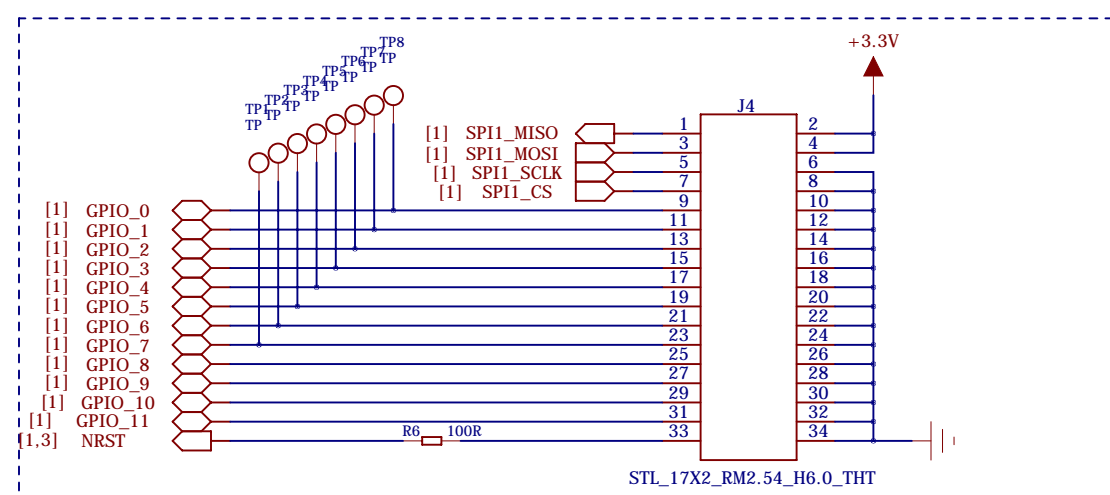 TP8
TP
TP7
TP
TP6
TP
TP5
TP
TP4
TP
TP3
TP
TP2
TP
TP1
TP
+3.3V
J4
[1] SPI1_MISO 1 2
[1] SPI1_MOSI 3 4
[1] SPI1_SCLK 5 6
[1] SPI1_CS 7 8
[1] GPIO_0 9 10
[1] GPIO_1 11 12
[1] GPIO_2 13 14
[1] GPIO_3 15 16
[1] GPIO_4 17 18
[1] GPIO_5 19 20
[1] GPIO_6 21 22
[1] GPIO_7 23 24
[1] GPIO_8 25 26
[1] GPIO_9 27 28
[1] GPIO_10 29 30
[1] GPIO_11 31 32
[1,3] NRST R6 100R 33 34
STL_17X2_RM2.54_H6.0_THT